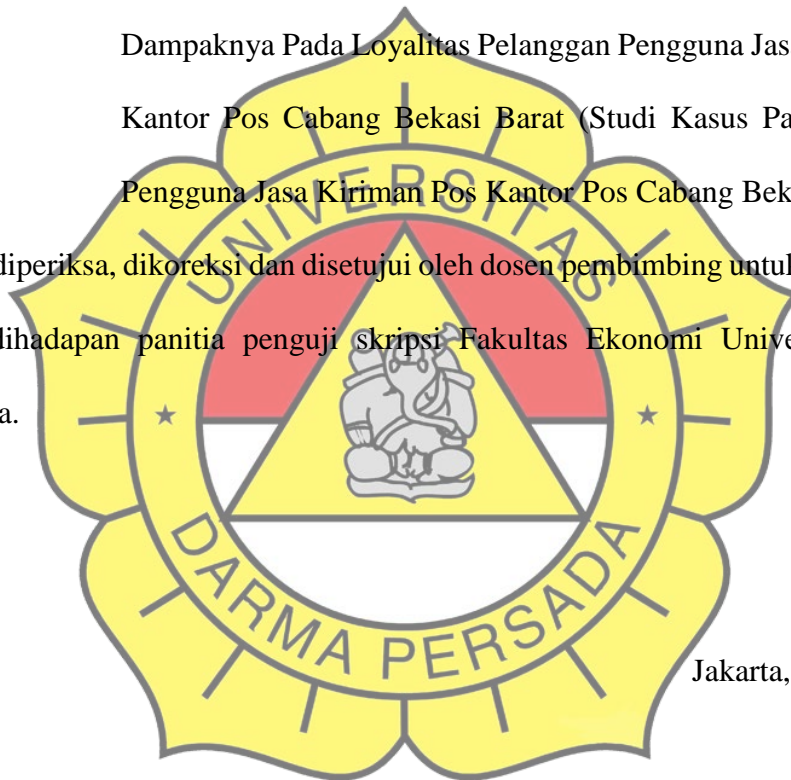 Dampaknya Pada Loyalitas Pelanggan Pengguna Jas
Kantor Pos Cabang Bekasi Barat (Studi Kasus Pa
Pengguna Jasa Kiriman Pos Kantor Pos Cabang Bek
diperiksa, dikoreksi dan disetujui oleh dosen pembimbing untuk
dihadapan panitia penguji skripsi Fakultas Ekonomi Unive
a.
UNIVERSITAS
DARMA PERSADA
Jakarta,